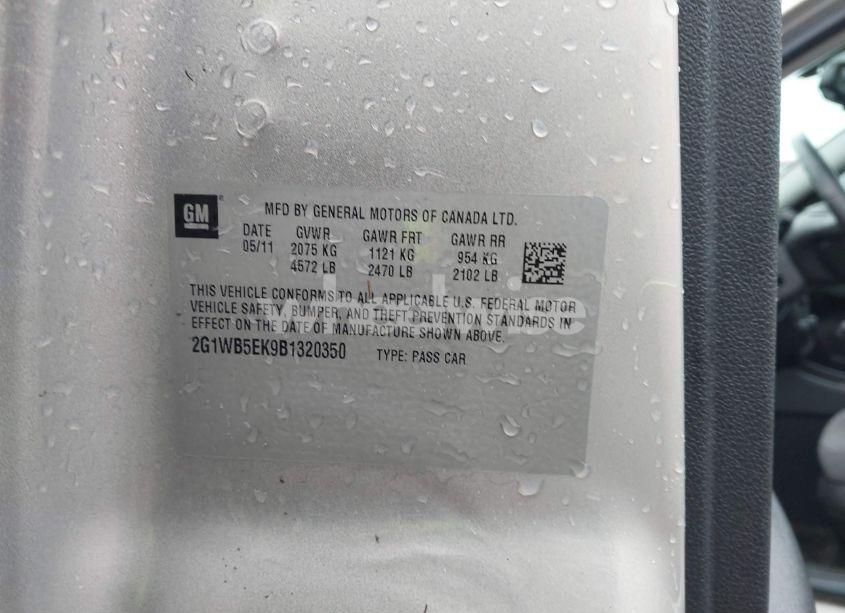 GM
MFD BY GENERAL MOTORS OF CANADA LTD.
DATE GVWR GAWR FRT GAWR RR
05/11 2075 KG 1121 KG 954 KG
4572 LB 2470 LB 2102 LB
THIS VEHICLE CONFORMS TO ALL APPLICABLE U.S. FEDERAL MOTOR
VEHICLE SAFETY, BUMPER, AND THEFT PREVENTION STANDARDS IN
EFFECT ON THE DATE OF MANUFACTURE SHOWN ABOVE.
2G1WB5EK9B1320350 TYPE: PASS CAR